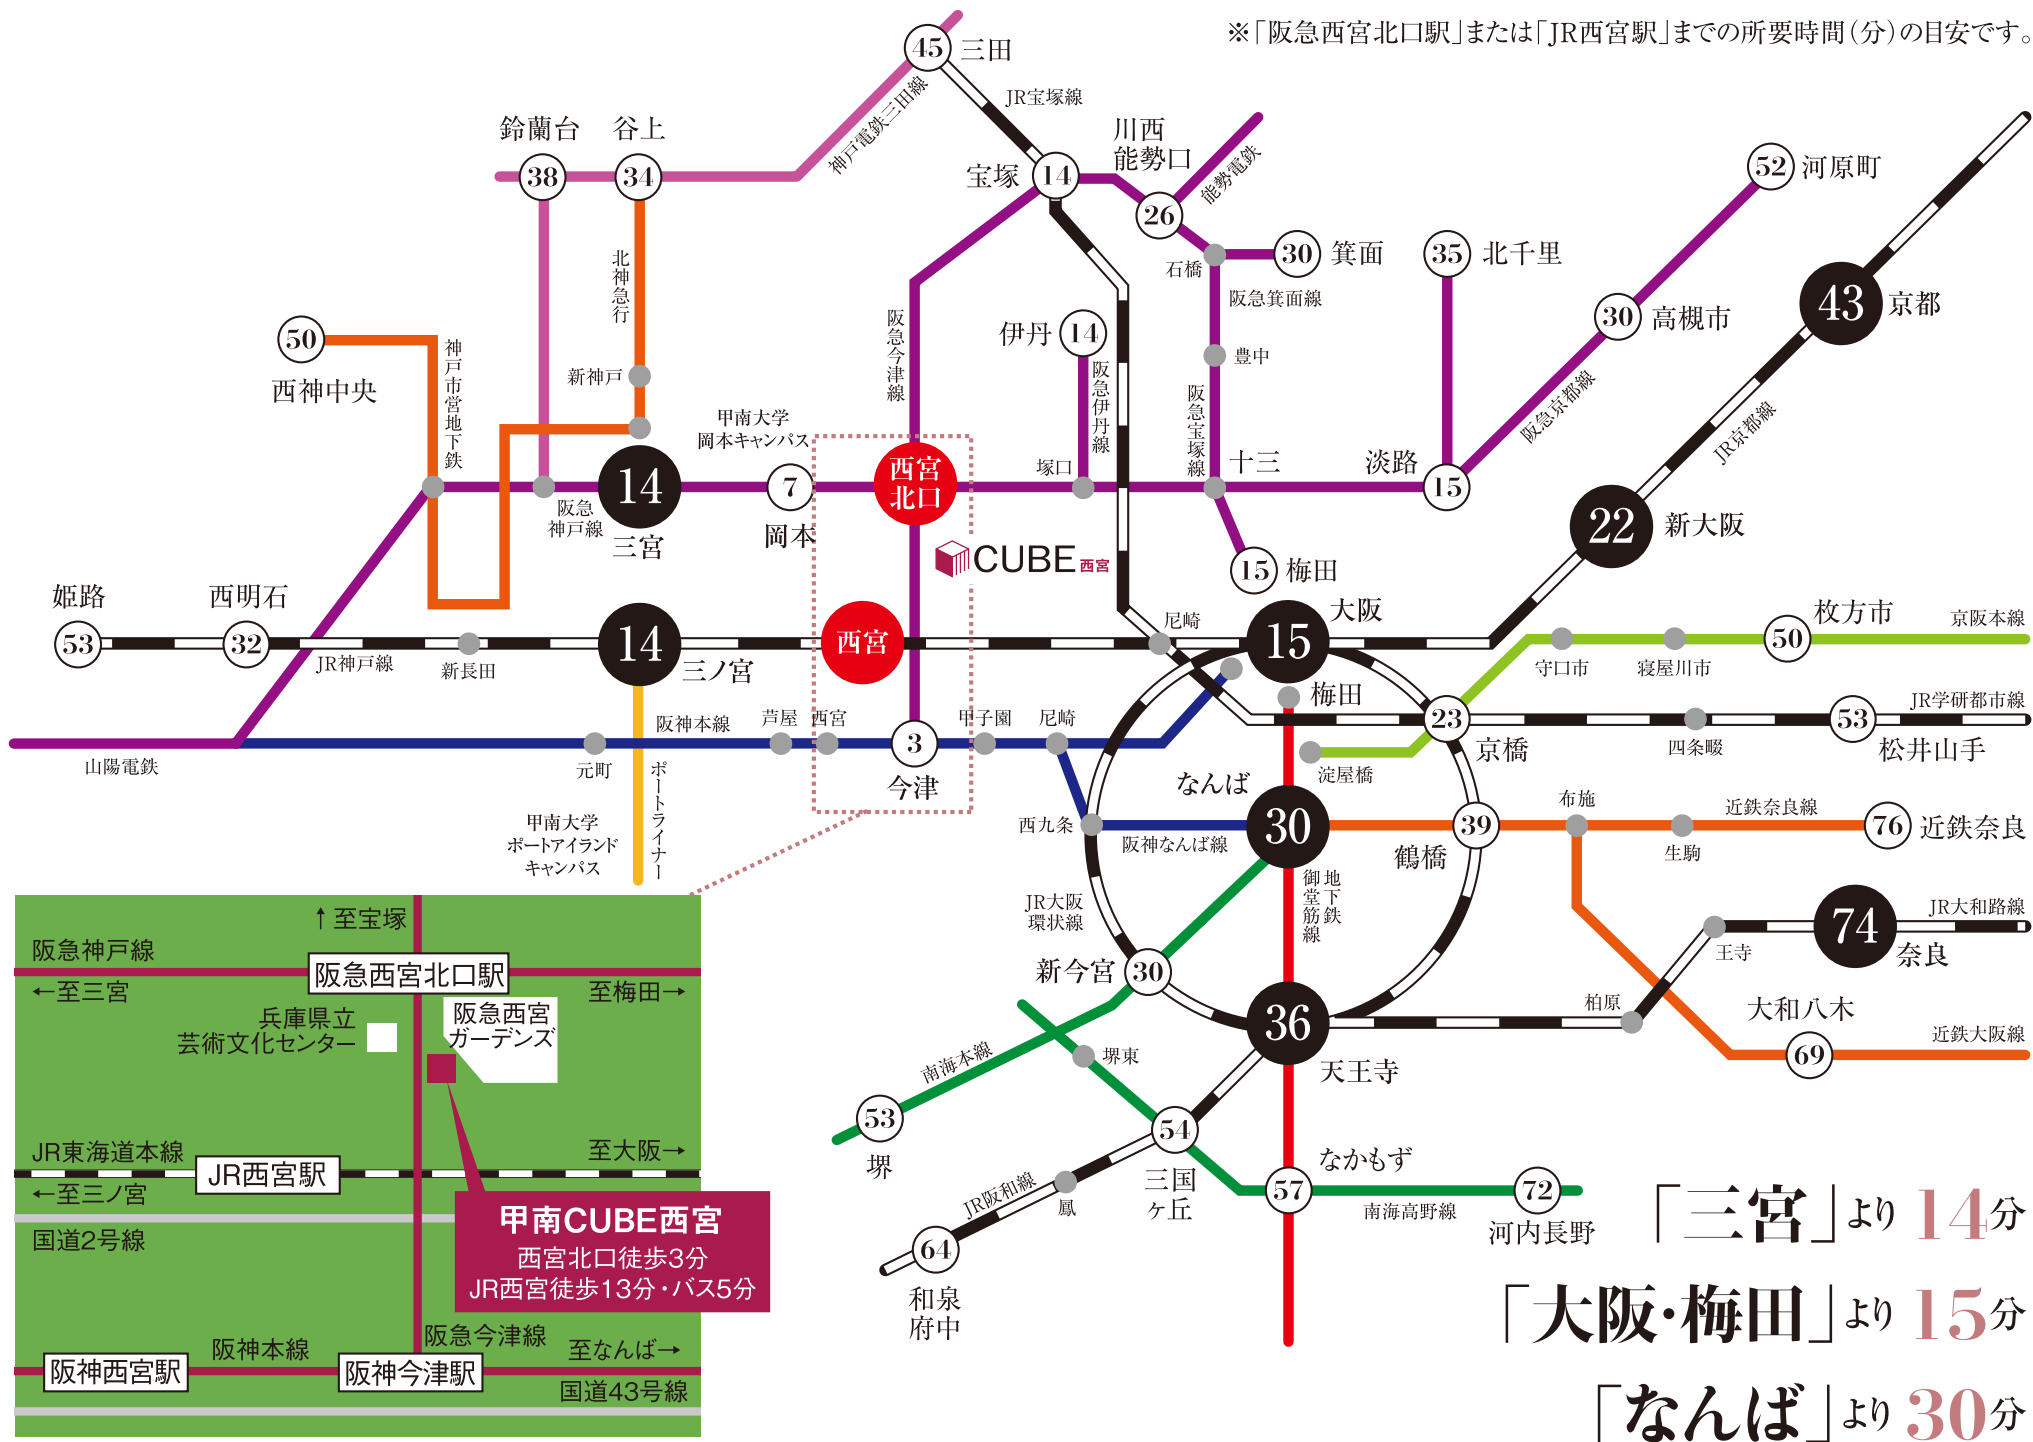 ※「阪急西宮北口駅」または「JR西宮駅」までの所要時間（分）の目安です。
45
三田
JR宝塚線
神戸電鉄三田線
鈴蘭台
38
谷上
34
宝塚
14
川西
能勢口
26
能勢電鉄
石橋
30
箕面
阪急箕面線
35
北千里
52
河原町
30
高槻市
43
京都
北神急行
50
西神中央
神戸市営地下鉄
新神戸
阪急今津線
伊丹
14
阪急伊丹線
豊中
阪急宝塚線
阪急京都線
JR京都線
甲南大学
岡本キャンパス
阪急
神戸線
14
三宮
7
岡本
西宮
北口
塚口
十三
淡路
15
22
新大阪
CUBE西宮
15
梅田
姫路
53
西明石
32
JR神戸線
新長田
14
三ノ宮
西宮
尼崎
15
大阪
梅田
守口市
寝屋川市
50
枚方市
京阪本線
山陽電鉄
阪神本線
元町
芦屋
西宮
3
今津
甲子園
尼崎
23
京橋
淀屋橋
四条畷
53
松井山手
JR学研都市線
ポートライナー
甲南大学
ポートアイランド
キャンパス
なんば
30
西九条
阪神なんば線
39
鶴橋
布施
生駒
近鉄奈良線
76
近鉄奈良
JR大阪
環状線
地下鉄
御堂筋線
新今宮
30
36
天王寺
柏原
王寺
74
奈良
JR大和路線
大和八木
69
近鉄大阪線
南海本線
53
堺
堺東
54
三国
ヶ丘
JR阪和線
鳳
64
和泉
府中
なかもず
57
南海高野線
72
河内長野
↑至宝塚
阪急神戸線
阪急西宮北口駅
←至三宮
至梅田→
兵庫県立
芸術文化センター
阪急西宮
ガーデンズ
JR東海道本線
至大阪→
JR西宮駅
←至三ノ宮
国道2号線
甲南CUBE西宮
西宮北口徒歩3分
JR西宮徒歩13分・バス5分
阪急今津線
阪神本線
至なんば→
阪神西宮駅
阪神今津駅
国道43号線
「三宮」より 14分
「大阪・梅田」より 15分
「なんば」より 30分